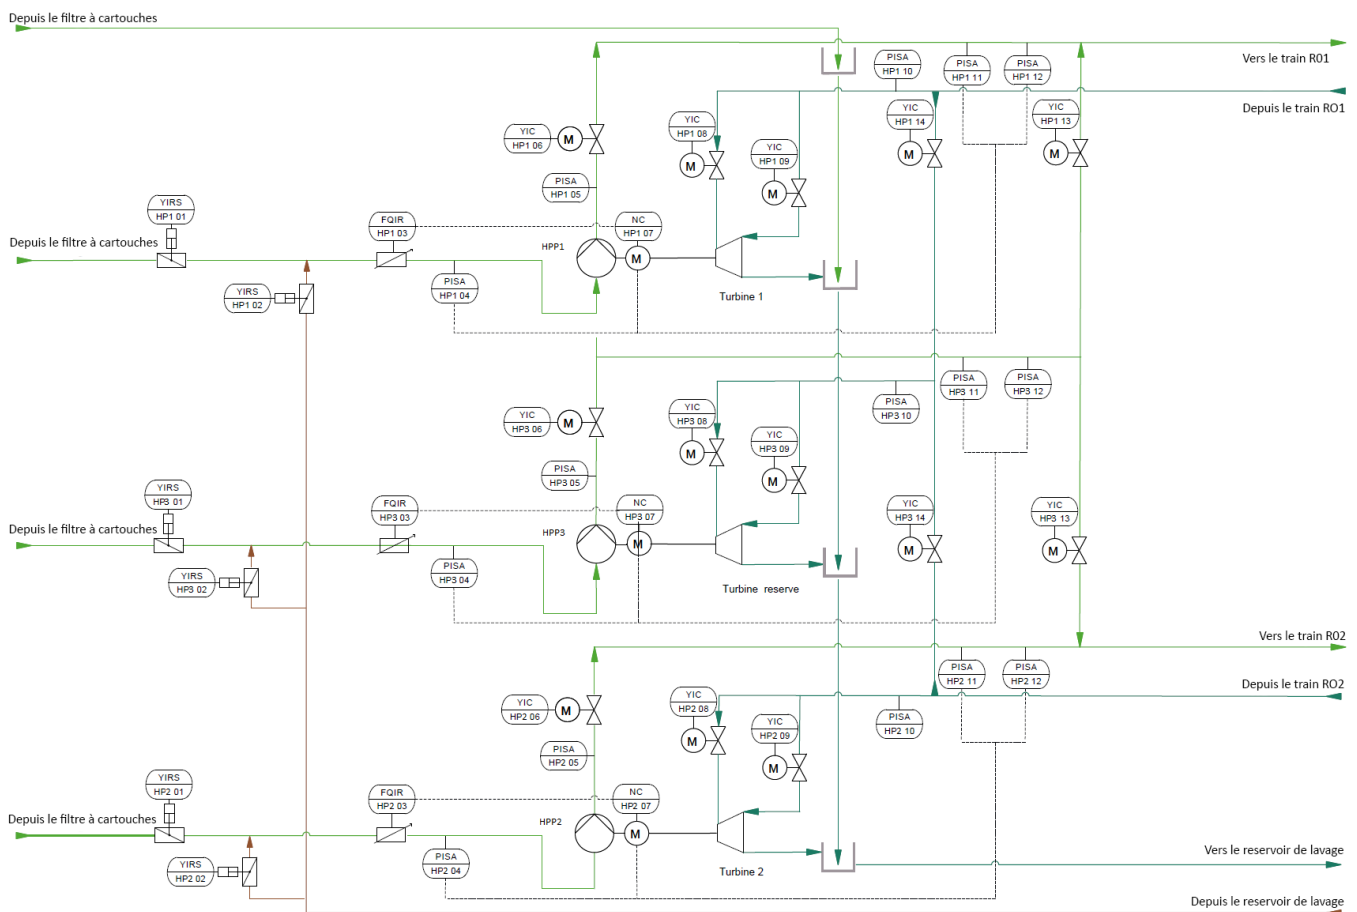 Depuis le filtre à cartouches
Vers le train R01
PISA
HP1 10
PISA
HP1 11
PISA
HP1 12
Depuis le train RO1
YIC
HP1 06
M
YIC
HP1 08
M
YIC
HP1 09
M
YIC
HP1 14
M
YIC
HP1 13
M
PISA
HP1 05
YIRS
HP1 01
FQIR
HP1 03
NC
HP1 07
Depuis le filtre à cartouches
HPP1
M
PISA
HP1 04
YIRS
HP1 02
Turbine 1
PISA
HP3 11
PISA
HP3 12
PISA
HP3 10
YIC
HP3 06
M
YIC
HP3 08
M
YIC
HP3 09
M
PISA
HP3 05
YIRS
HP3 01
FQIR
HP3 03
NC
HP3 07
YIC
HP3 14
M
YIC
HP3 13
M
Depuis le filtre à cartouches
HPP3
M
PISA
HP3 04
YIRS
HP3 02
Turbine reserve
Vers le train R02
PISA
HP2 11
PISA
HP2 12
Depuis le train RO2
YIC
HP2 06
M
YIC
HP2 08
M
YIC
HP2 09
M
PISA
HP2 10
PISA
HP2 05
YIRS
HP2 01
FQIR
HP2 03
NC
HP2 07
Depuis le filtre à cartouches
HPP2
M
PISA
HP2 04
YIRS
HP2 02
Turbine 2
Vers le reservoir de lavage
Depuis le reservoir de lavage